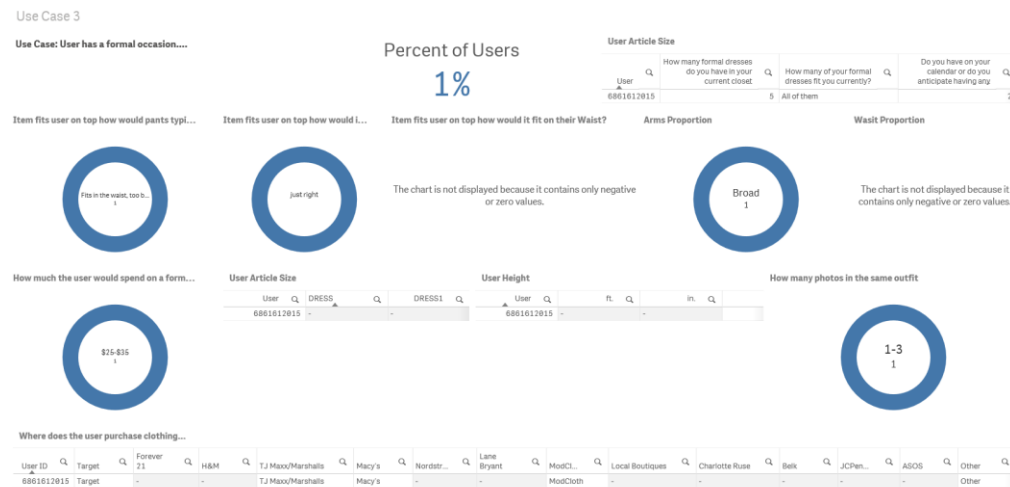 Use Case 3
Use Case: User has a formal occasion....
Percent of Users
1%
User Article Size
User
How many formal dresses
do you have in your
current closet
How many of your formal
dresses fit you currently?
Do you have on your
calendar or do you
anticipate having any
6861612015 5 All of them
Item fits user on top how would pants typi...
Item fits user on top how would i...
Item fits user on top how would it fit on their Waist?
Arms Proportion
Wasit Proportion
Fits in the waist, too b...
1
just right
The chart is not displayed because it contains only negative
or zero values.
Broad
1
The chart is not displayed because it
contains only negative or zero values
How much the user would spend on a form...
User Article Size
User Height
How many photos in the same outfit
User DRESS DRESS1
6861612015 - -
User ft. in.
6861612015 - -
$25-$35
1
1-3
1
Where does the user purchase clothing...
User ID Target Forever 21 H&M TJ Maxx/Marshalls Macy's Nordstr... Lane Bryant ModCl... Local Boutiques Charlotte Ruse Belk JCPen... ASOS Other
6861612015 Target - - TJ Maxx/Marshalls Macy's - - ModCloth - - - - - Other